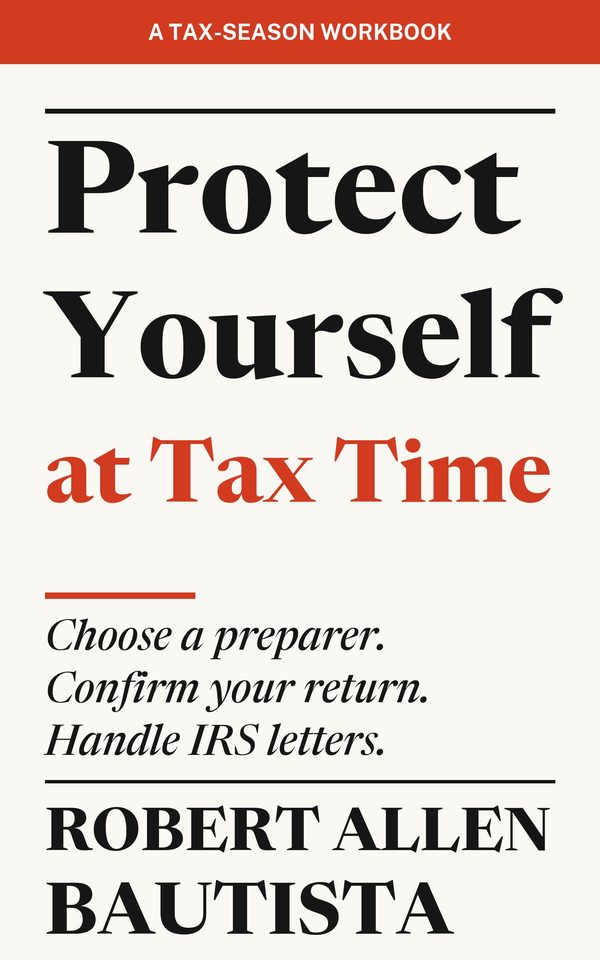 A TAX-SEASON WORKBOOK
Protect
Yourself
at Tax Time
Choose a preparer.
Confirm your return.
Handle IRS letters.
ROBERT ALLEN
BAUTISTA